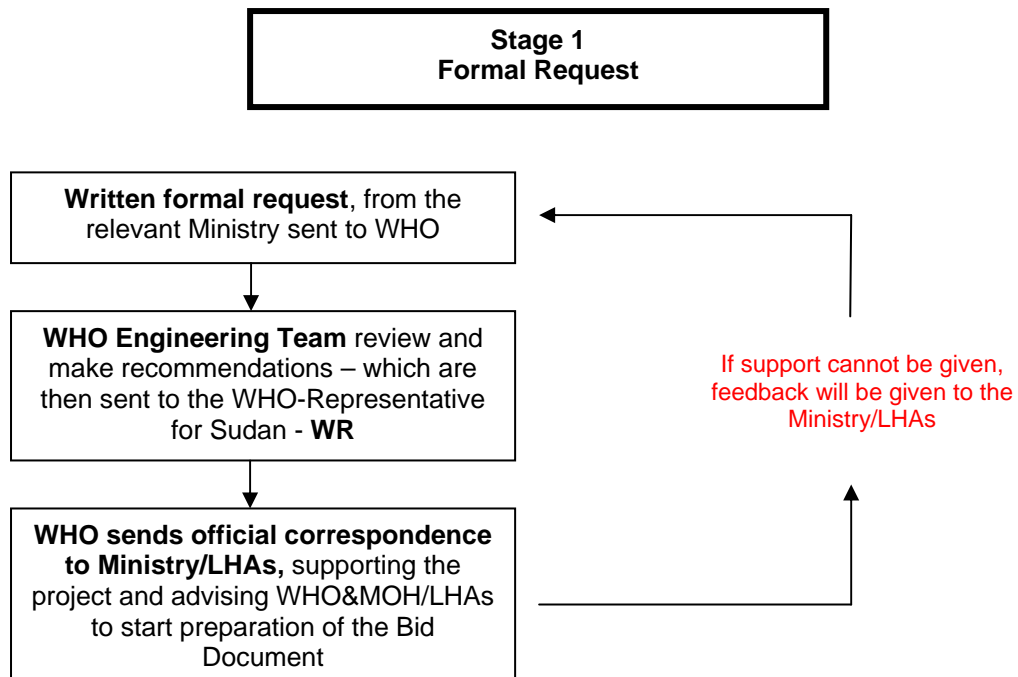 Stage 1
Formal Request
Written formal request, from the
relevant Ministry sent to WHO
WHO Engineering Team review and
make recommendations – which are
then sent to the WHO-Representative
for Sudan - WR
If support cannot be given,
feedback will be given to the
Ministry/LHAs
WHO sends official correspondence
to Ministry/LHAs, supporting the
project and advising WHO&MOH/LHAs
to start preparation of the Bid
Document